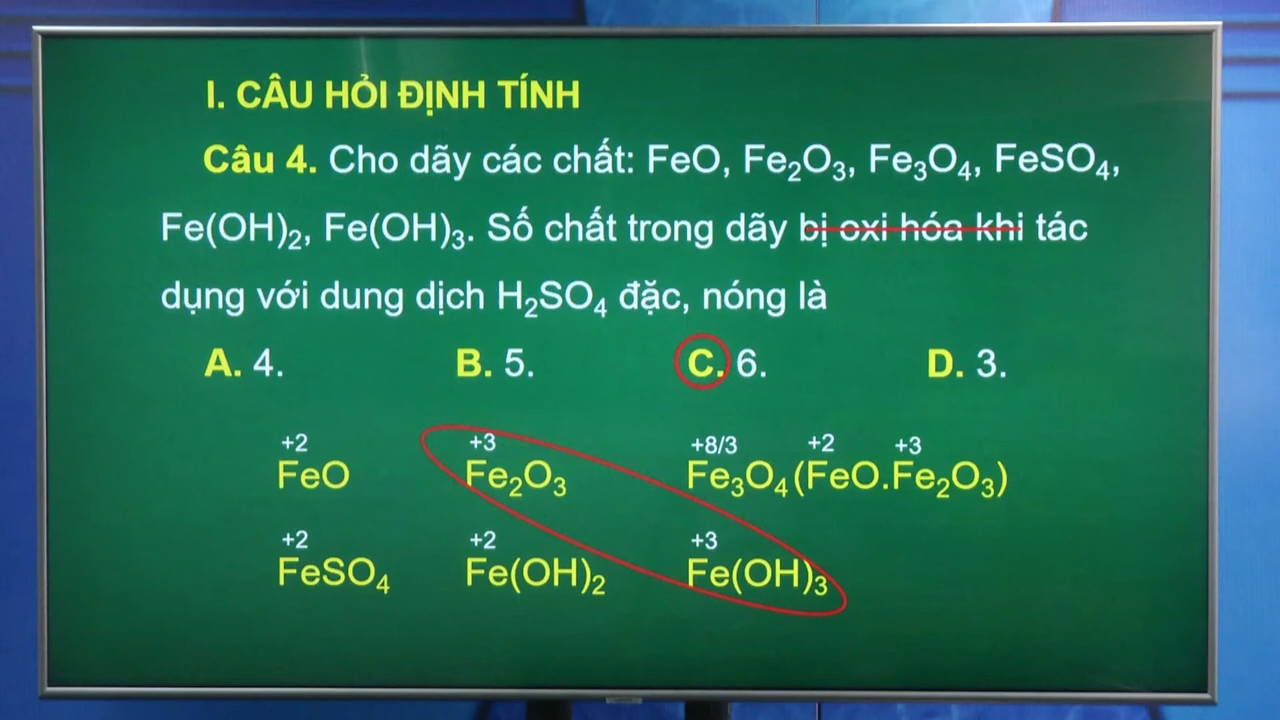 I. CÂU HỎI ĐỊNH TÍNH
Câu 4. Cho dãy các chất: FeO, Fe₂O₃, Fe₃O₄, FeSO₄,
Fe(OH)₂, Fe(OH)₃. Số chất trong dãy bị oxi hóa khi tác
dụng với dung dịch H₂SO₄ đặc, nóng là
A. 4. B. 5. C. 6. D. 3.
+2 +3 +8/3 +2 +3
FeO Fe₂O₃ Fe₃O₄ (FeO.Fe₂O₃)
+2 +2 +3
FeSO₄ Fe(OH)₂ Fe(OH)₃